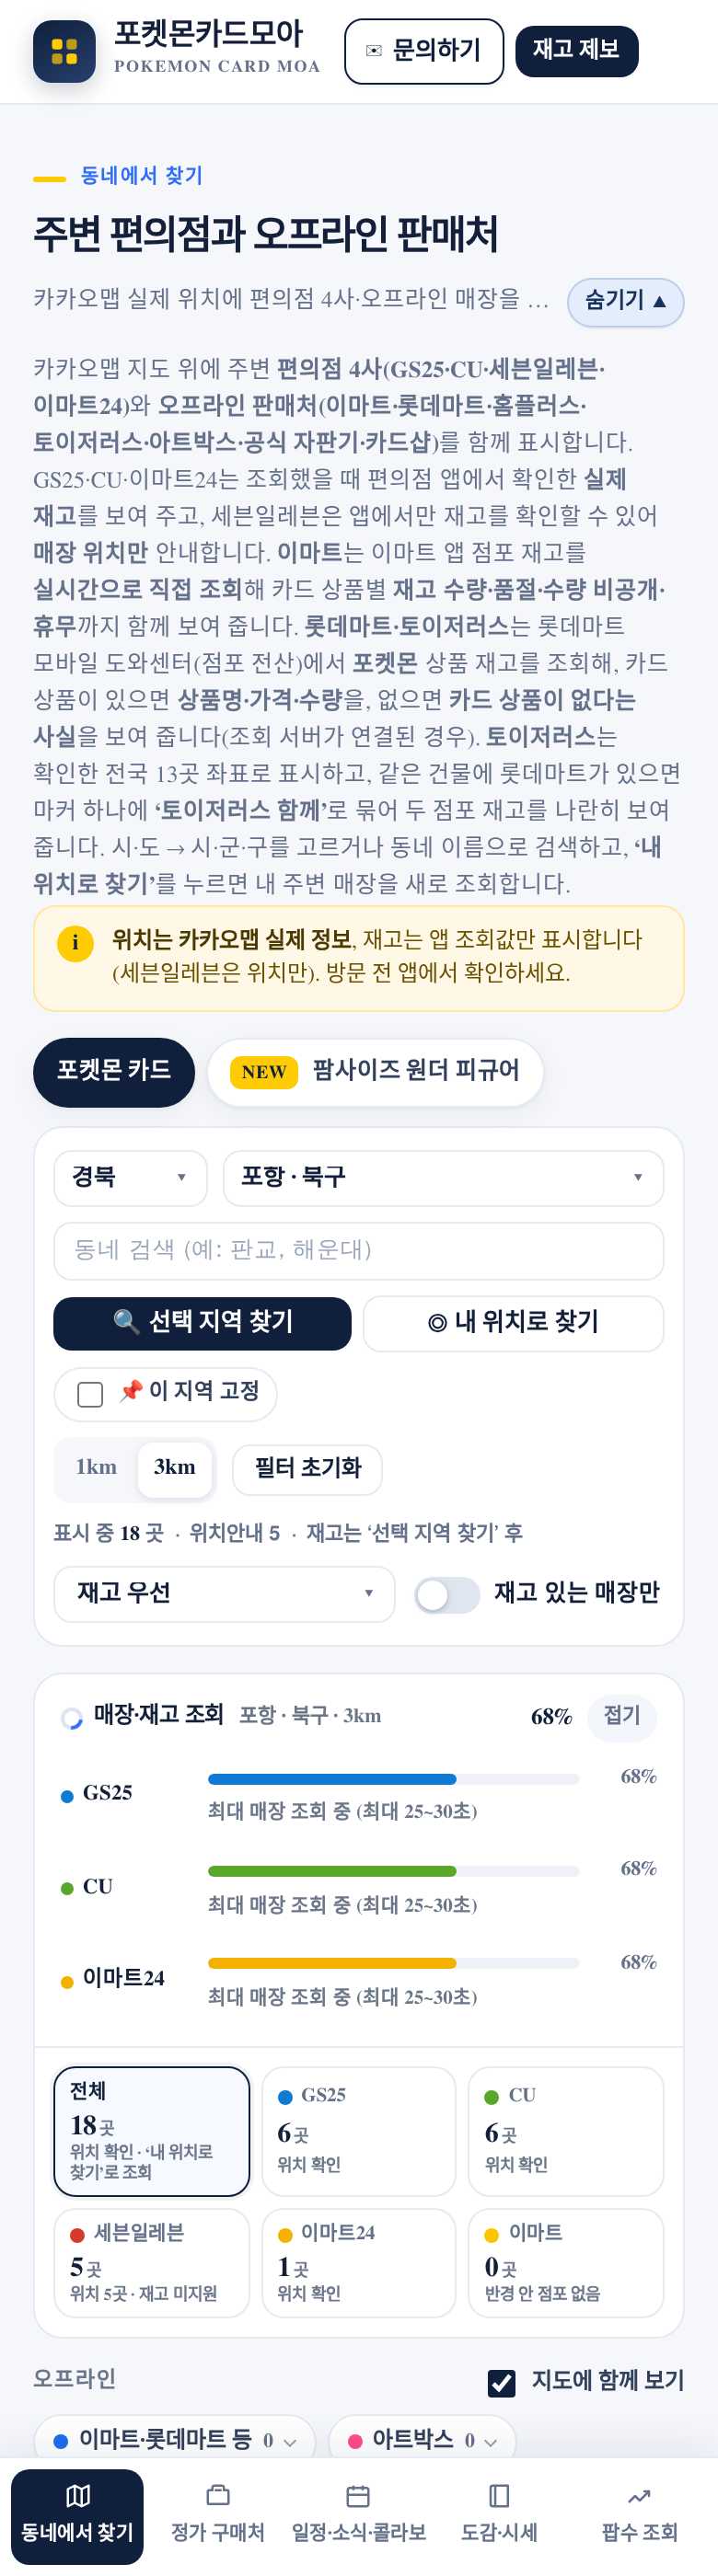 포켓몬카드모아
POKEMON CARD MOA
✉ 문의하기
재고 제보
동네에서 찾기
주변 편의점과 오프라인 판매처
카카오맵 실제 위치에 편의점 4사·오프라인 매장을 …
숨기기 ▲
카카오맵 지도 위에 주변 편의점 4사(GS25·CU·세븐일레븐·
이마트24)와 오프라인 판매처(이마트·롯데마트·홈플러스·
토이저러스·아트박스·공식 자판기·카드샵)를 함께 표시합니다.
GS25·CU·이마트24는 조회했을 때 편의점 앱에서 확인한 실제
재고를 보여 주고, 세븐일레븐은 앱에서만 재고를 확인할 수 있어
매장 위치만 안내합니다. 이마트는 이마트 앱 점포 재고를
실시간으로 직접 조회해 카드 상품별 재고 수량·품절·수량 비공개·
휴무까지 함께 보여 줍니다. 롯데마트·토이저러스는 롯데마트
모바일 도와센터(점포 전산)에서 포켓몬 상품 재고를 조회해, 카드
상품이 있으면 상품명·가격·수량을, 없으면 카드 상품이 없다는
사실을 보여 줍니다(조회 서버가 연결된 경우). 토이저러스는
확인한 전국 13곳 좌표로 표시하고, 같은 건물에 롯데마트가 있으면
마커 하나에 ‘토이저러스 함께’로 묶어 두 점포 재고를 나란히 보여
줍니다. 시·도 → 시·군·구를 고르거나 동네 이름으로 검색하고, ‘내
위치로 찾기’를 누르면 내 주변 매장을 새로 조회합니다.
i 위치는 카카오맵 실제 정보, 재고는 앱 조회값만 표시합니다
(세븐일레븐은 위치만). 방문 전 앱에서 확인하세요.
포켓몬 카드
NEW 팜사이즈 원더 피규어
경북 ▼
포항 · 북구 ▼
동네 검색 (예: 판교, 해운대)
🔍 선택 지역 찾기
◎ 내 위치로 찾기
📌 이 지역 고정
1km
3km
필터 초기화
표시 중 18 곳 · 위치안내 5 · 재고는 ‘선택 지역 찾기’ 후
재고 우선 ▼
재고 있는 매장만
매장·재고 조회 포항 · 북구 · 3km 68% 접기
GS25 68%
최대 매장 조회 중 (최대 25~30초)
CU 68%
최대 매장 조회 중 (최대 25~30초)
이마트24 68%
최대 매장 조회 중 (최대 25~30초)
전체
18 곳
위치 확인 · ‘내 위치로
찾기’로 조회
GS25
6 곳
위치 확인
CU
6 곳
위치 확인
세븐일레븐
5 곳
위치 5곳 · 재고 미지원
이마트24
1 곳
위치 확인
이마트
0 곳
반경 안 점포 없음
오프라인
지도에 함께 보기
이마트·롯데마트 등 0
아트박스 0
동네에서 찾기
정가 구매처
일정·소식·콜라보
도감·시세
팝수 조회